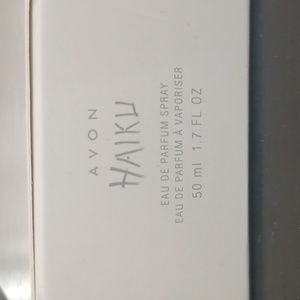 AVON
HAIKU
EAU DE PARFUM SPRAY
EAU DE PARFUM À VAPORISER
50 ml 1.7 FL OZ